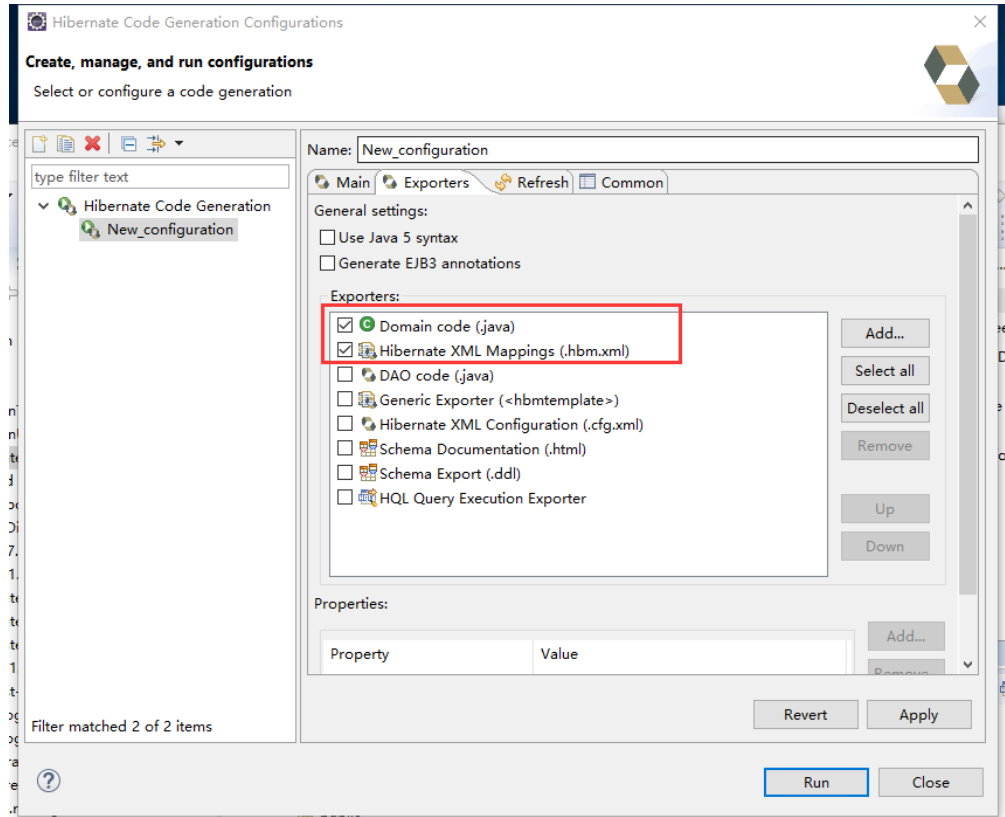 Hibernate Code Generation Configurations
Create, manage, and run configurations
Select or configure a code generation
type filter text
Hibernate Code Generation
New_configuration
Filter matched 2 of 2 items
Name: New_configuration
Main Exporters Refresh Common
General settings:
Use Java 5 syntax
Generate EJB3 annotations
Exporters:
Domain code (.java)
Hibernate XML Mappings (.hbm.xml)
DAO code (.java)
Generic Exporter (<hbmtemplate>)
Hibernate XML Configuration (.cfg.xml)
Schema Documentation (.html)
Schema Export (.ddl)
HQL Query Execution Exporter
Add...
Select all
Deselect all
Remove
Up
Down
Properties:
Property Value
Add...
Remove
Revert Apply
Run Close